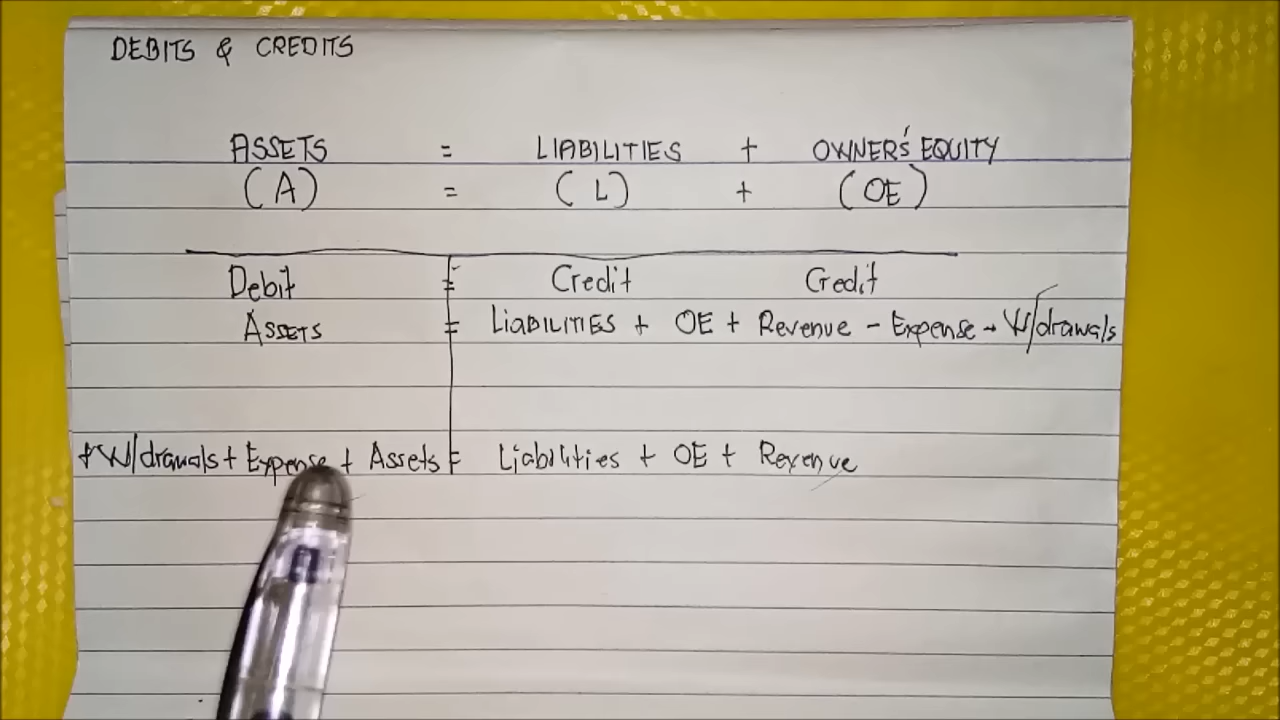 DEBITS & CREDITS
ASSETS = LIABILITIES + OWNER'S EQUITY
(A) = (L) + (OE)
Debit = Credit Credit
ASSETS = LIABILITIES + OE + Revenue - Expense - W/drawals
+ W/drawals + Expense + Assets = Liabilities + OE + Revenue